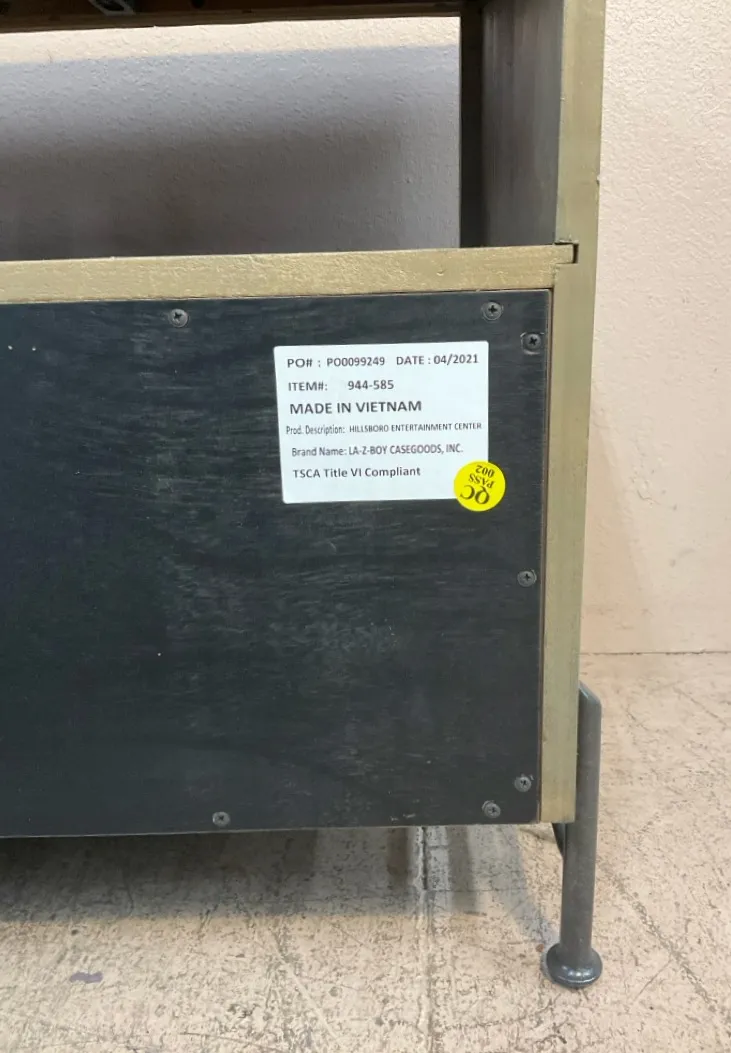 PO# : PO0099249 DATE : 04/2021
ITEM#: 944-585
MADE IN VIETNAM
Prod. Description: HILLSBORO ENTERTAINMENT CENTER
Brand Name: LA-Z-BOY CASEGOODS, INC.
TSCA Title VI Compliant
QC
PASS
002